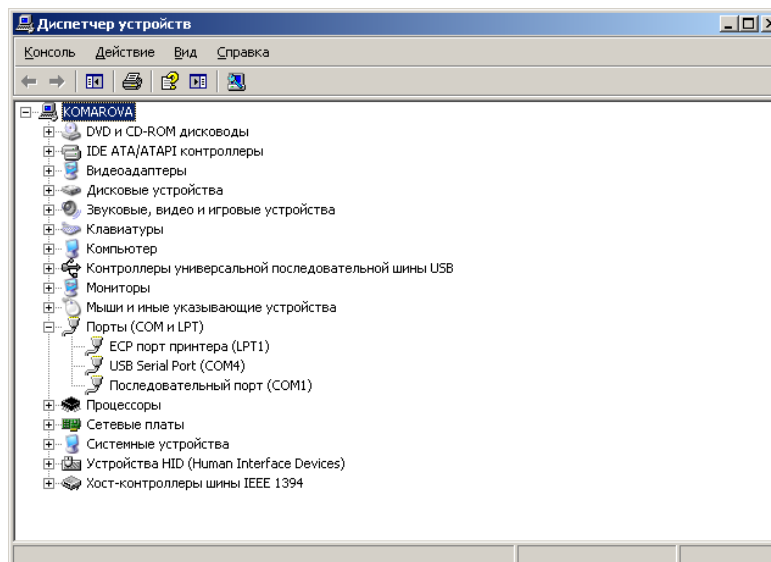 Диспетчер устройств
Консоль Действие Вид Справка
KOMAROVA
DVD и CD-ROM дисководы
IDE ATA/ATAPI контроллеры
Видеоадаптеры
Дисковые устройства
Звуковые, видео и игровые устройства
Клавиатуры
Компьютер
Контроллеры универсальной последовательной шины USB
Мониторы
Мыши и иные указывающие устройства
Порты (COM и LPT)
ECP порт принтера (LPT1)
USB Serial Port (COM4)
Последовательный порт (COM1)
Процессоры
Сетевые платы
Системные устройства
Устройства HID (Human Interface Devices)
Хост-контроллеры шины IEEE 1394